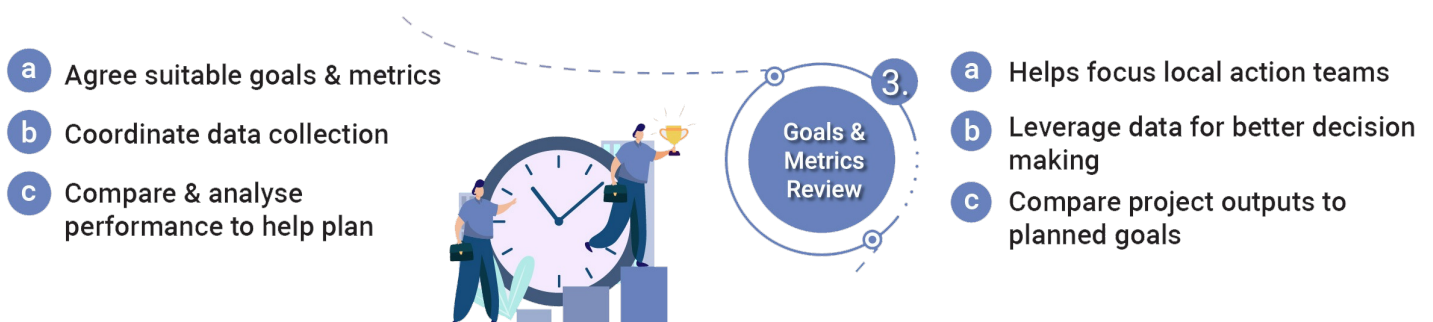 a Agree suitable goals & metrics
b Coordinate data collection
c Compare & analyse
performance to help plan
3.
Goals &
Metrics
Review
a Helps focus local action teams
b Leverage data for better decision
making
c Compare project outputs to
planned goals